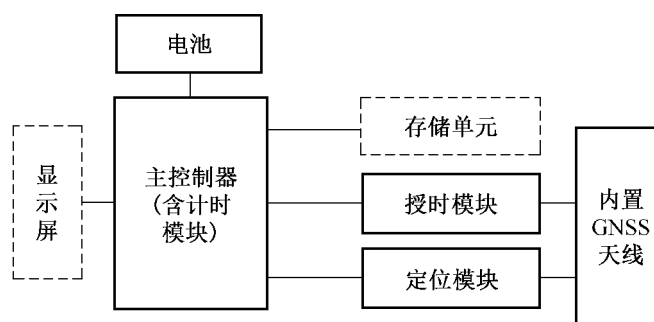 电池
显
示
屏
主控制器
(含计时
模块)
存储单元
授时模块
定位模块
内置
GNSS
天线